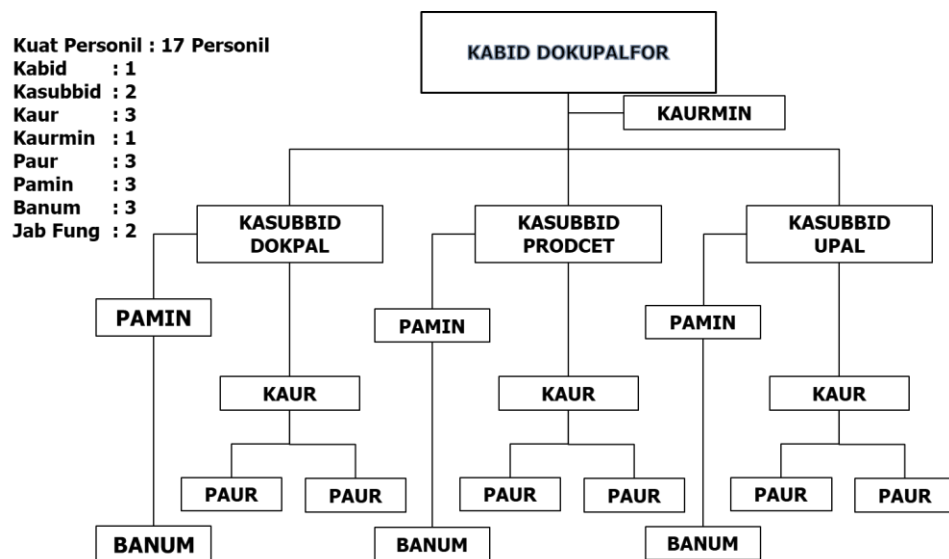 Kuat Personil : 17 Personil
Kabid : 1
Kasubbid : 2
Kaur : 3
Kaurmin : 1
Paur : 3
Pamin : 3
Banum : 3
Jab Fung : 2
KABID DOKUPALFOR
KAURMIN
KASUBBID
DOKPAL
KASUBBID
PRODCET
KASUBBID
UPAL
PAMIN
PAMIN
PAMIN
KAUR
KAUR
KAUR
PAUR
PAUR
PAUR
PAUR
PAUR
PAUR
BANUM
BANUM
BANUM